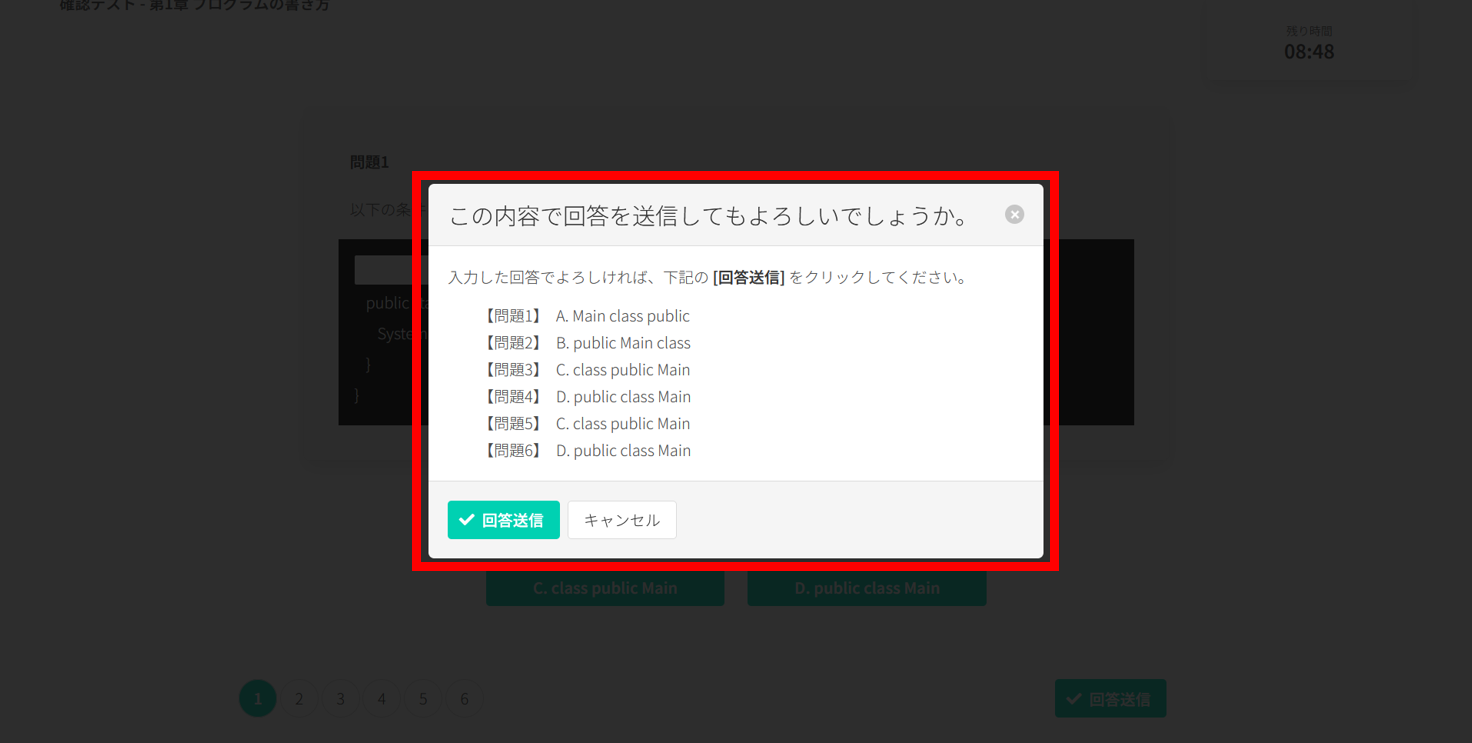 確認テスト - 第1章 プログラムの書き方
残り時間
08:48
問題1
以下の条
この内容で回答を送信してもよろしいでしょうか。
入力した回答でよろしければ、下記の [回答送信] をクリックしてください。
【問題1】 A. Main class public
【問題2】 B. public Main class
【問題3】 C. class public Main
【問題4】 D. public class Main
【問題5】 C. class public Main
【問題6】 D. public class Main
回答送信
キャンセル
public
System
}
}
C. class public Main
D. public class Main
1 2 3 4 5 6
回答送信